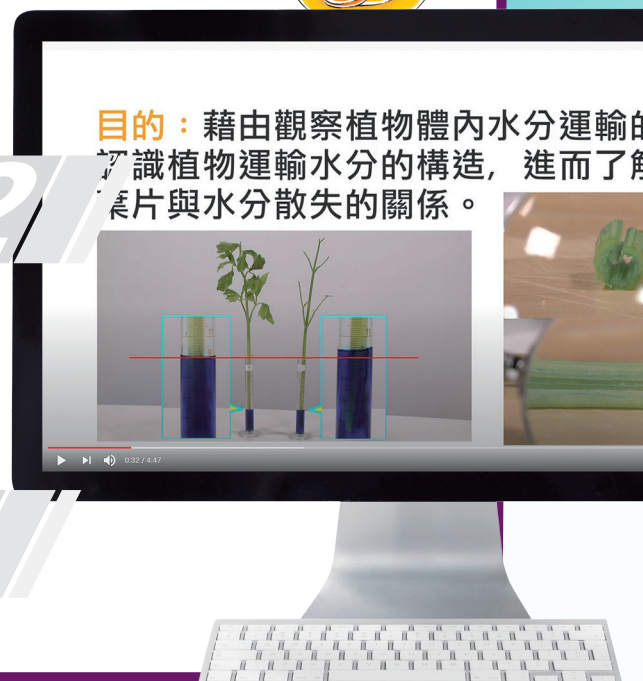 目的：藉由觀察植物體內水分運輸的
認識植物運輸水分的構造，進而了解
葉片與水分散失的關係。
2
0:32 / 4:47